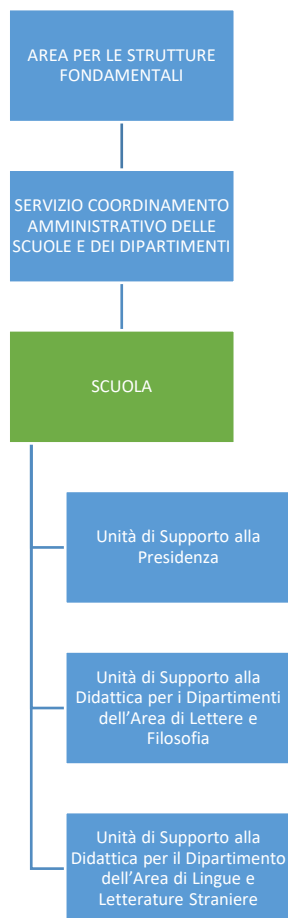 AREA PER LE STRUTTURE
FONDAMENTALI
SERVIZIO COORDINAMENTO
AMMINISTRATIVO DELLE
SCUOLE E DEI DIPARTIMENTI
SCUOLA
Unità di Supporto alla
Presidenza
Unità di Supporto alla
Didattica per i Dipartimenti
dell’Area di Lettere e
Filosofia
Unità di Supporto alla
Didattica per il Dipartimento
dell’Area di Lingue e
Letterature Straniere